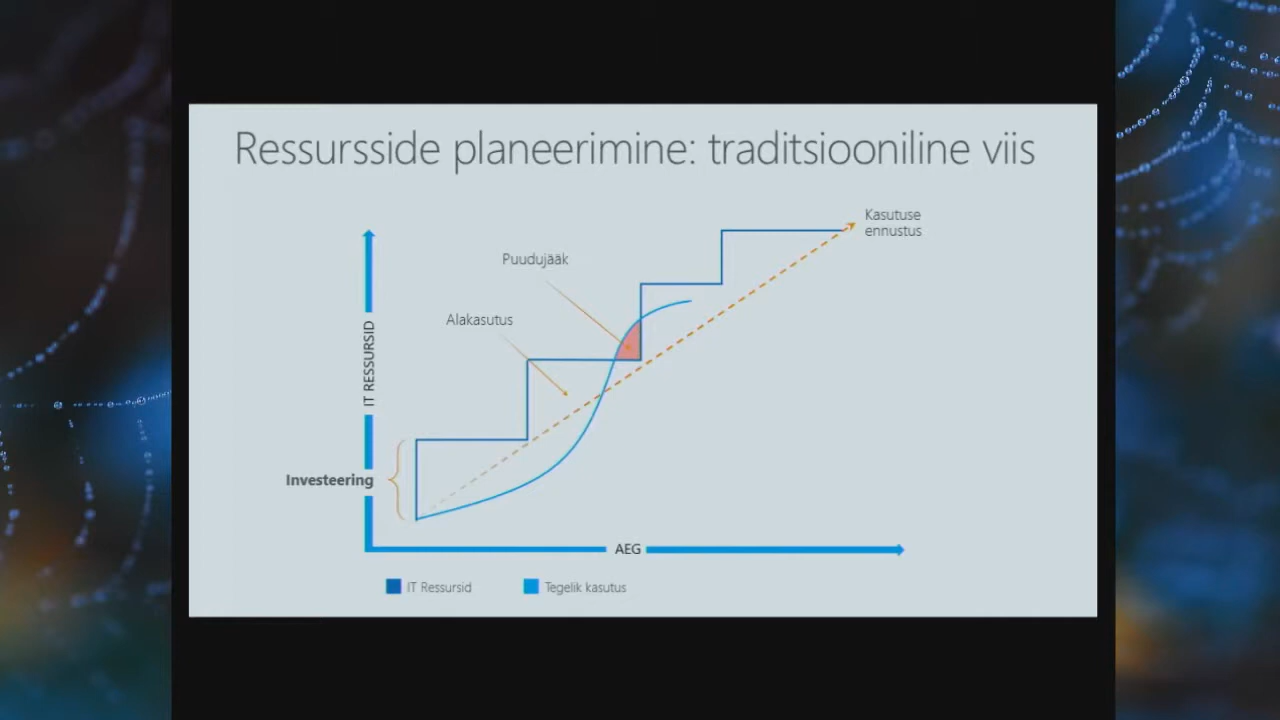 Ressursside planeerimine: traditsiooniline viis
Kasutuse
ennustus
Puudujääk
Alakasutus
IT RESSURSID
Investeering
AEG
IT Ressursid
Tegelik kasutus